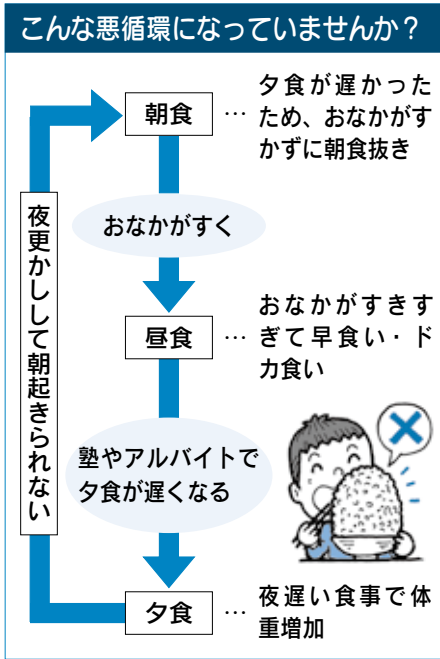 こんな悪循環になっていませんか？
朝食
… 夕食が遅かった
ため、おなかがす
かずに朝食抜き
おなかがすく
昼食
… おなかがすきす
ぎて早食い・ド
カ食い
塾やアルバイトで
夕食が遅くなる
夕食
… 夜遅い食事で体
重増加
夜更かしして朝起きられない